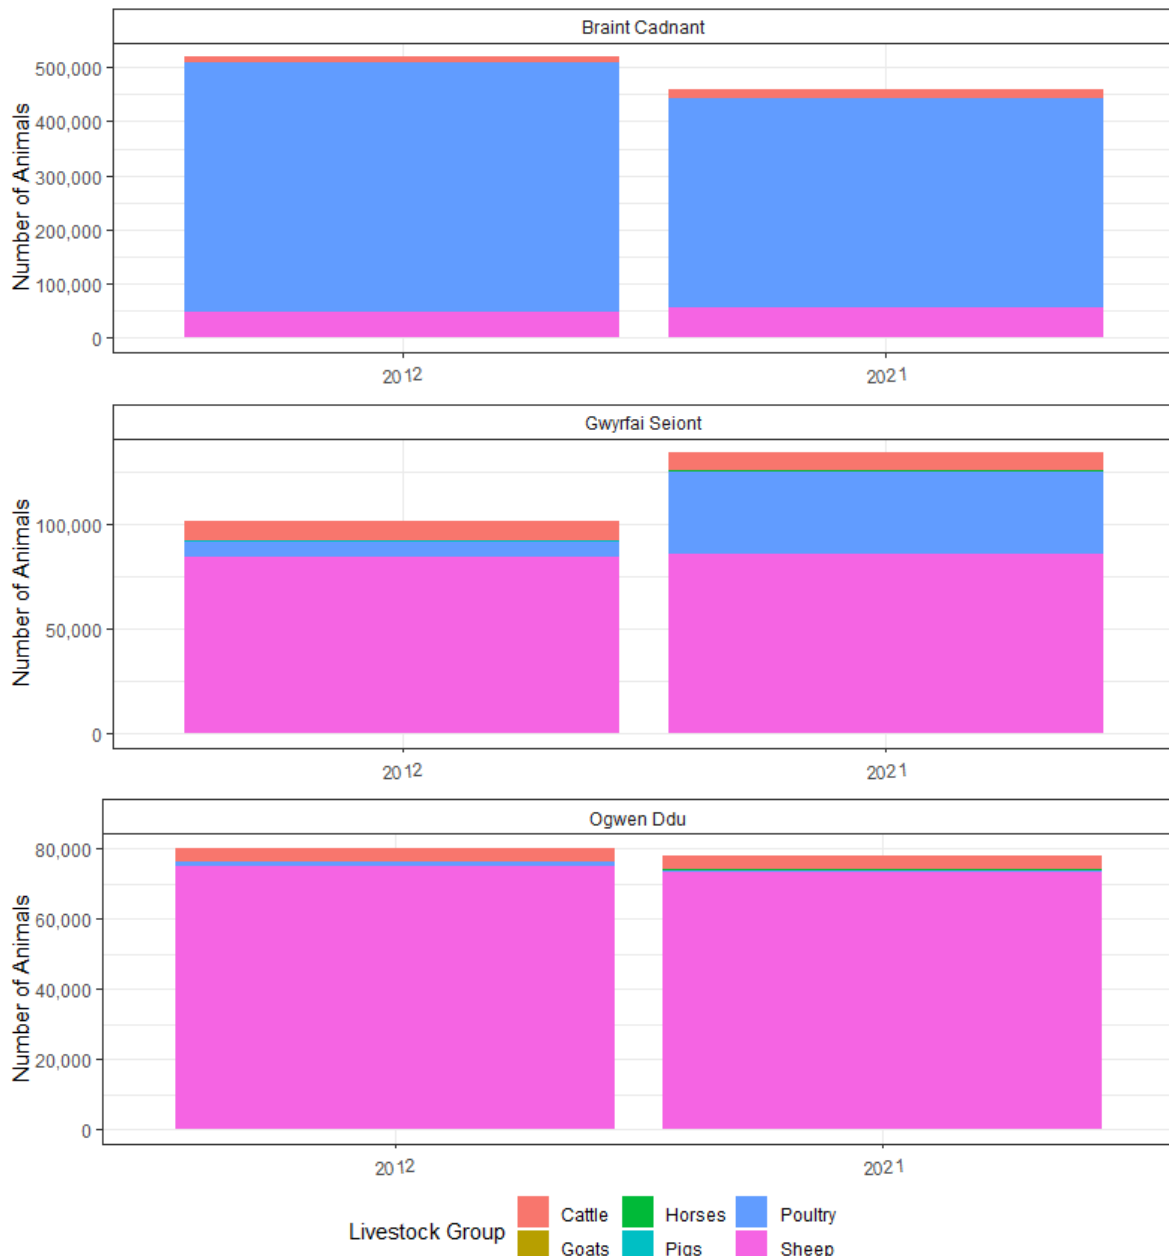 Braint Cadnant
Number of Animals
500,000
400,000
300,000
200,000
100,000
0
2012
2021
Gwyrfai Seiont
Number of Animals
100,000
50,000
0
2012
2021
Ogwen Ddu
Number of Animals
80,000
60,000
40,000
20,000
0
2012
2021
Livestock Group
Cattle
Horses
Poultry
Goats
Pigs
Sheep